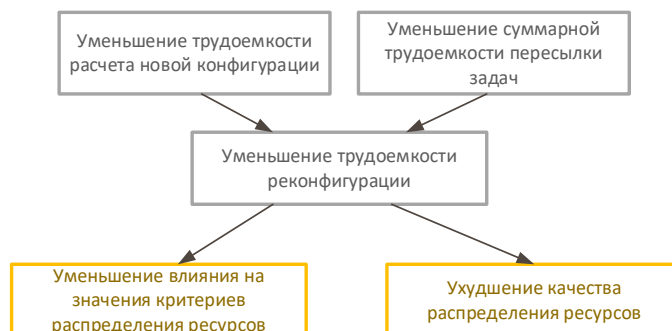 Уменьшение трудоемкости
расчета новой конфигурации
Уменьшение суммарной
трудоемкости пересылки
задач
Уменьшение трудоемкости
реконфигурации
Уменьшение влияния на
значения критериев
распределения ресурсов
Ухудшение качества
распределения ресурсов